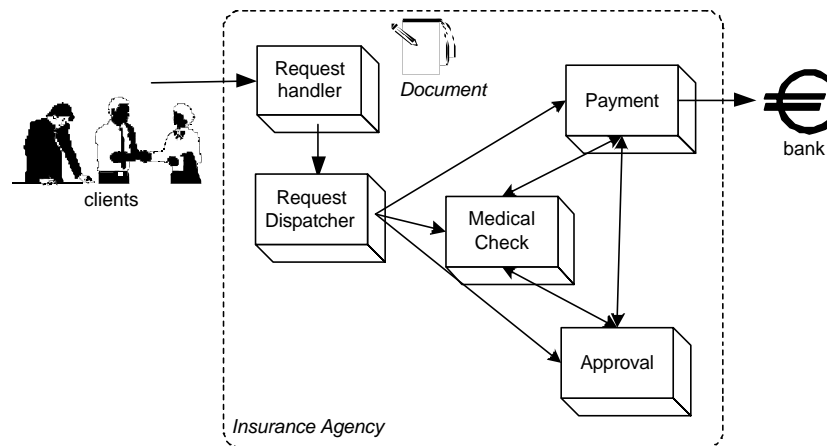 Request
handler
Document
Payment
bank
clients
Request
Dispatcher
Medical
Check
Approval
Insurance Agency